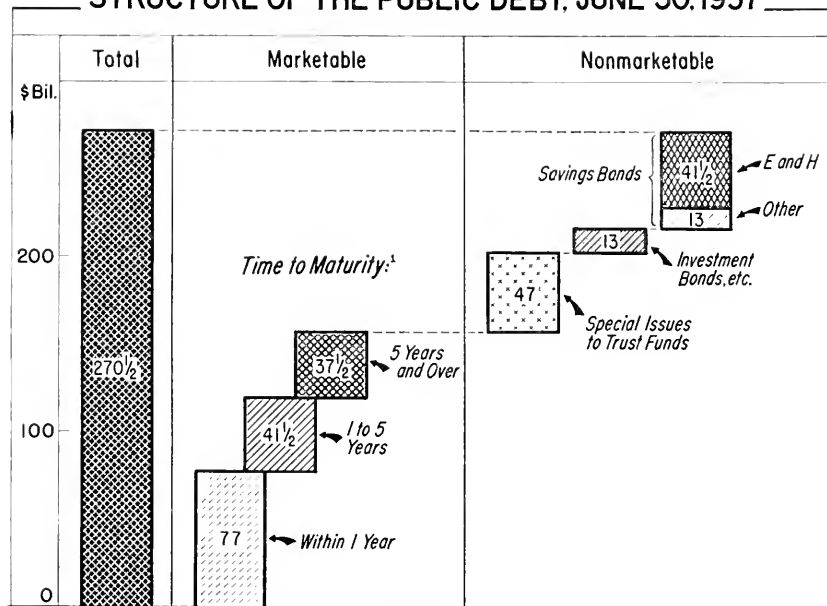 STRUCTURE OF THE PUBLIC DEBT, JUNE 30, 1957
Total
Marketable
Nonmarketable
$Bil.
200
100
0
270½
Time to Maturity:¹
37½
5 Years
and Over
41½
1 to 5
Years
77
Within 1 Year
Savings Bonds
41½
E and H
13
Other
13
Investment
Bonds, etc.
47
Special Issues
to Trust Funds